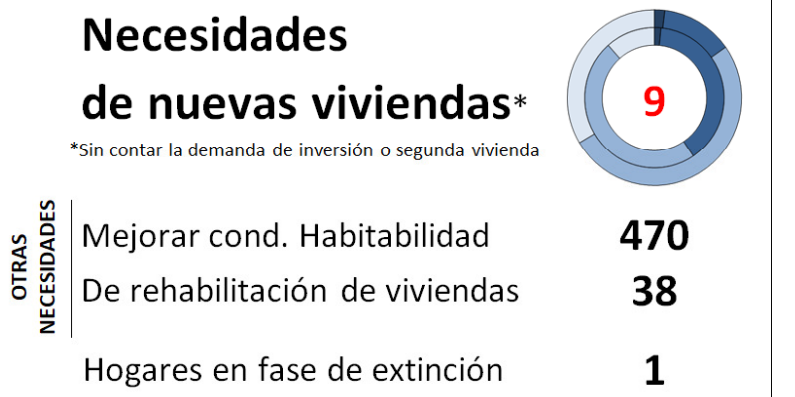 Necesidades
de nuevas viviendas*
9
*Sin contar la demanda de inversión o segunda vivienda
OTRAS
NECESIDADES
Mejorar cond. Habitabilidad 470
De rehabilitación de viviendas 38
Hogares en fase de extinción 1